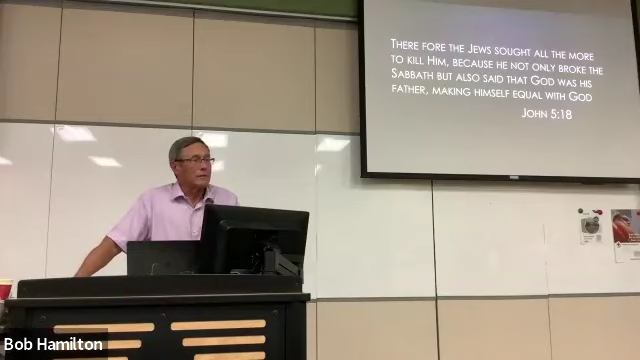 There fore the Jews sought all the more
to kill Him, because he not only broke the
Sabbath but also said that God was his
father, making himself equal with God
John 5:18
Bob Hamilton